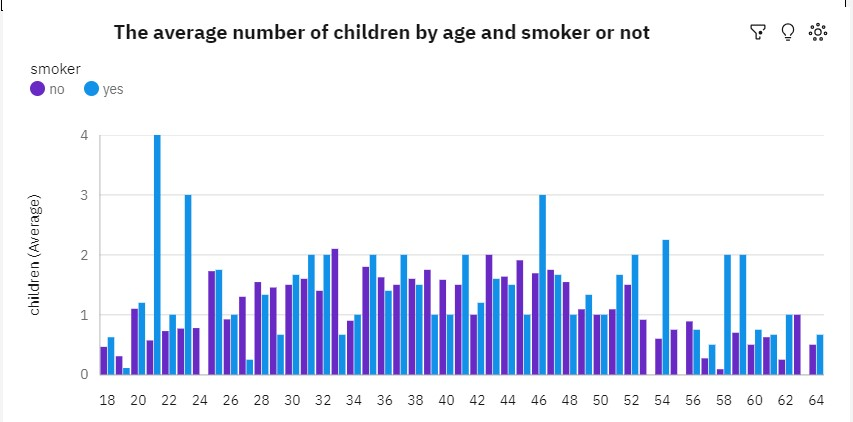 The average number of children by age and smoker or not
smoker
no yes
children (Average)
4
3
2
1
0
18 20 22 24 26 28 30 32 34 36 38 40 42 44 46 48 50 52 54 56 58 60 62 64